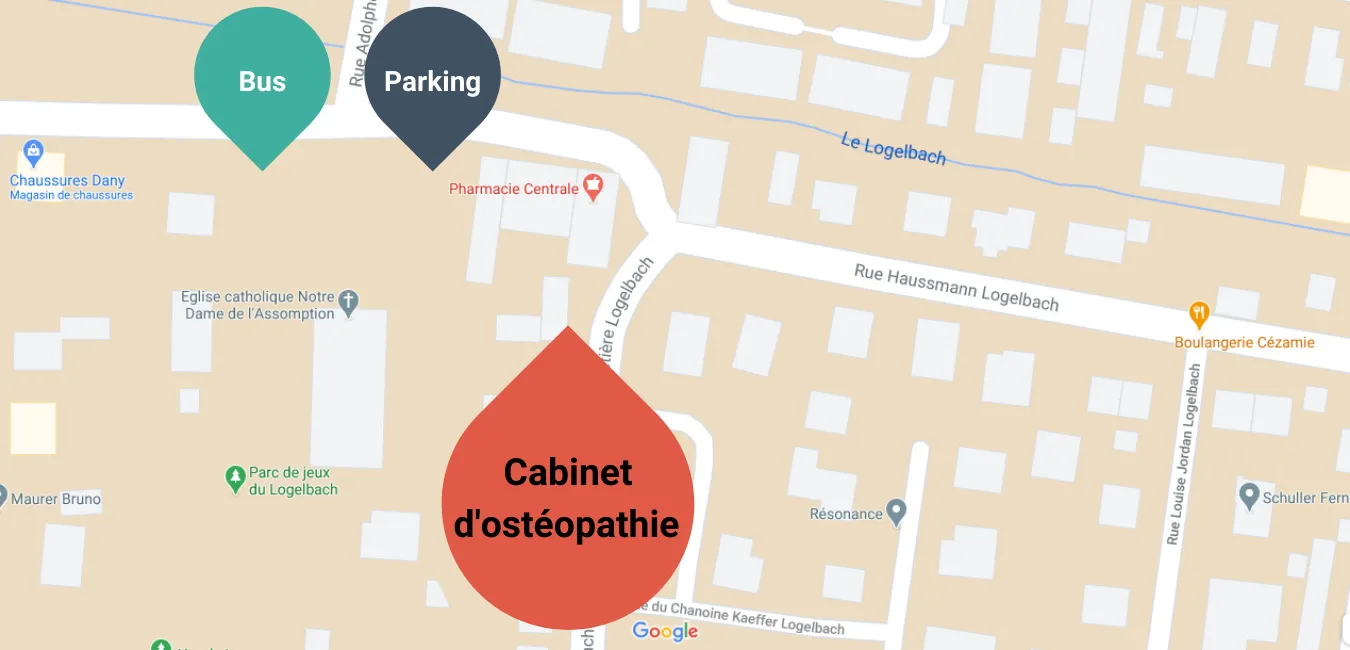 Rue Adolphe
Bus
Parking
Le Logelbach
Chaussures Dany
Magasin de chaussures
Pharmacie Centrale
Rue Haussmann Logelbach
Eglise catholique Notre
Dame de l'Assomption
Logelbach
Boulangerie Cézamie
Rue Louise Jordan Logelbach
Cabinet
d'ostéopathie
Parc de jeux
du Logelbach
Maurer Bruno
Résonance
Schuller Fern
du Chanoine Kaeffer Logelbach
Google